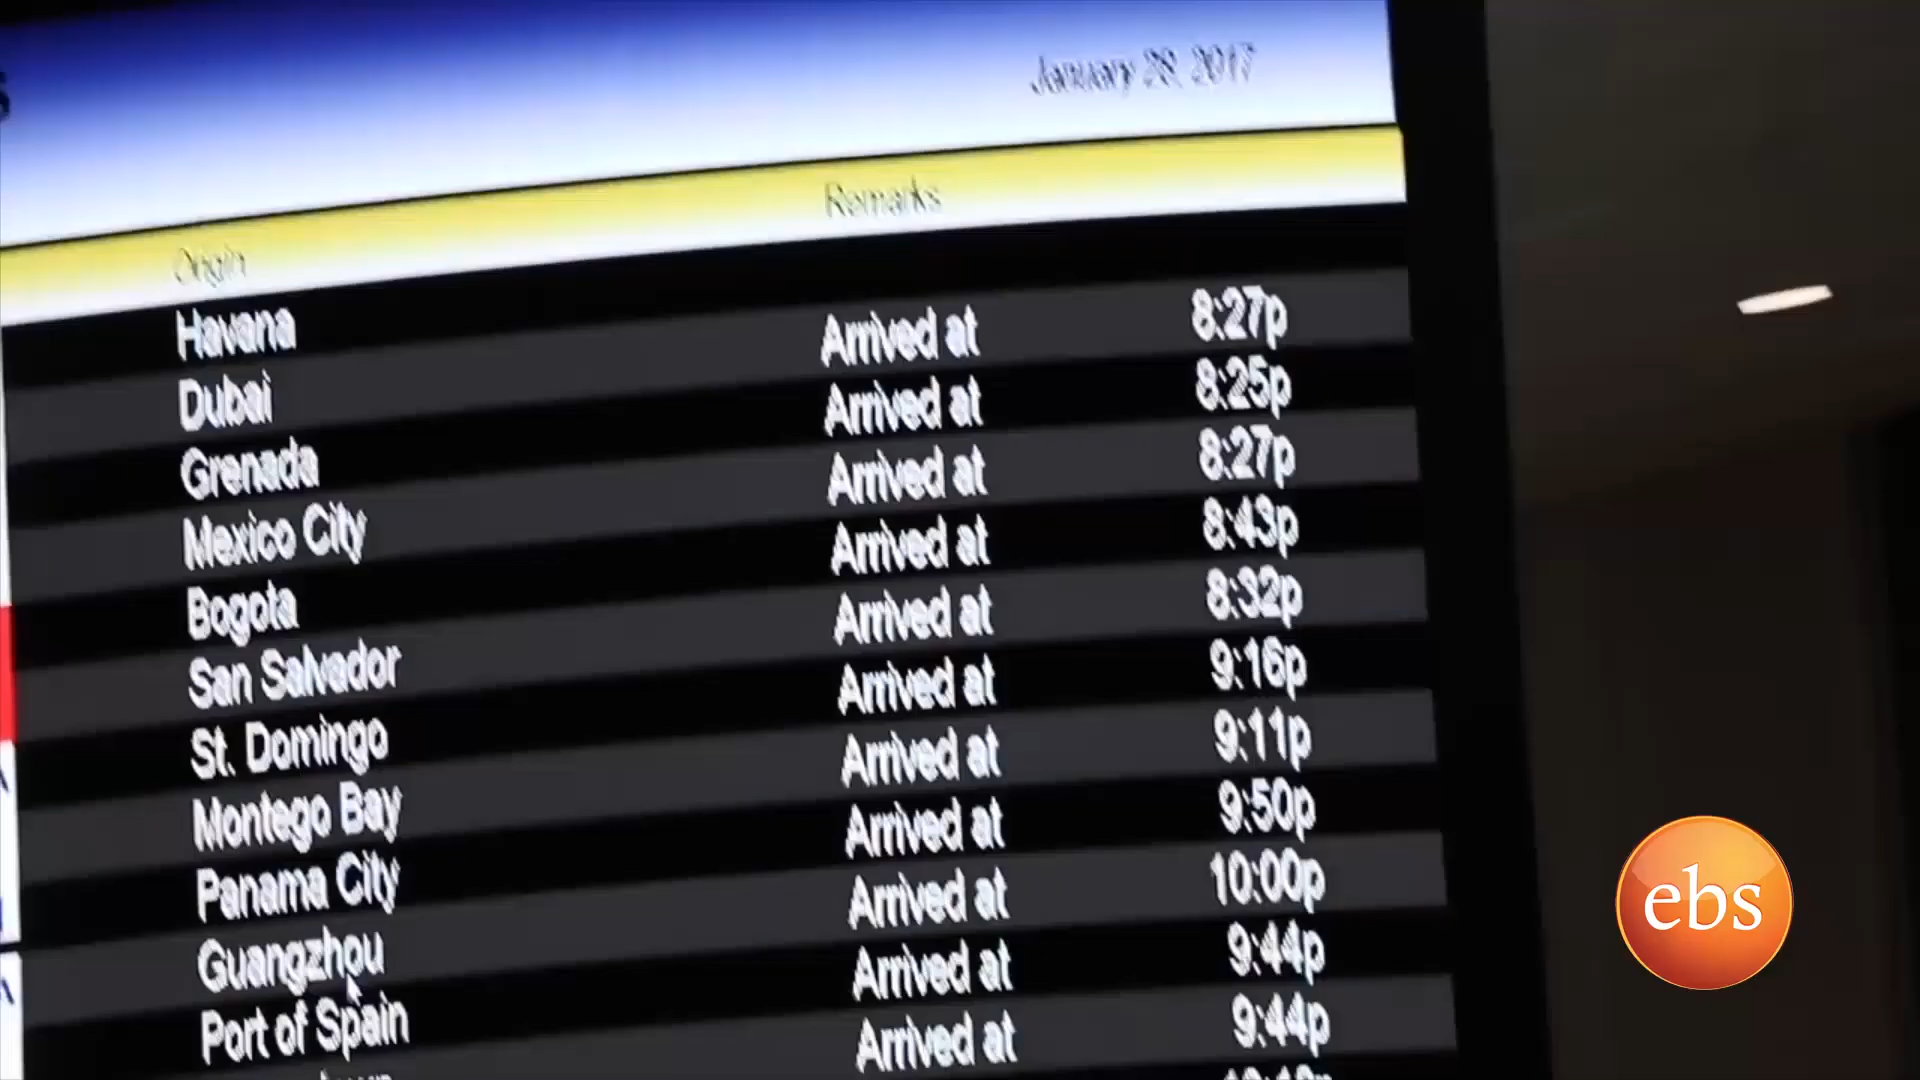 January 28, 2017
Origin Remarks
Havana
Dubai Arrived at 8:27p
Grenada Arrived at 8:25p
Mexico City Arrived at 8:27p
Bogota Arrived at 8:43p
San Salvador Arrived at 8:32p
St. Domingo Arrived at 9:16p
Montego Bay Arrived at 9:11p
Panama City Arrived at 9:50p
Guangzhou Arrived at 10:00p
Port of Spain Arrived at 9:44p
Arrived at 9:44p
ebs